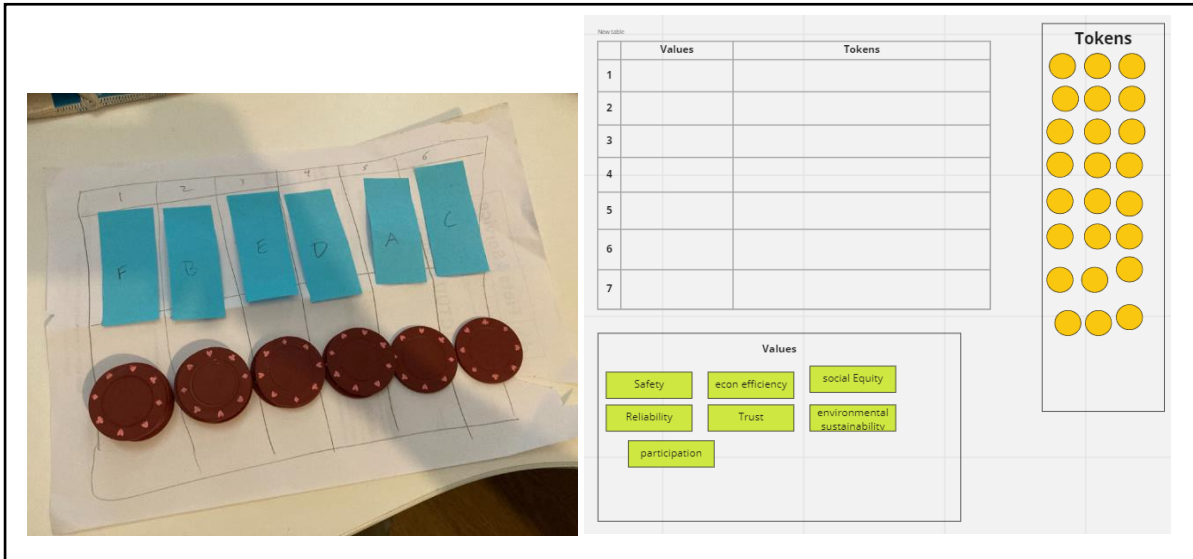 1 2 3 4 5 6
F B E D A C
New table
Values Tokens
1
2
3
4
5
6
7
Tokens
Values
Safety econ efficiency social Equity
Reliability Trust environmental
sustainability
participation